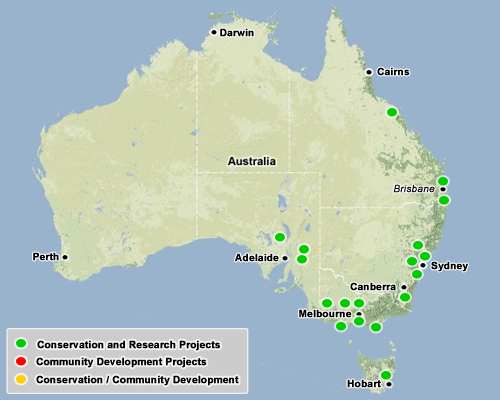 Darwin
Cairns
Australia
Brisbane
Perth
Adelaide
Sydney
Canberra
Melbourne
Hobart
Conservation and Research Projects
Community Development Projects
Conservation / Community Development